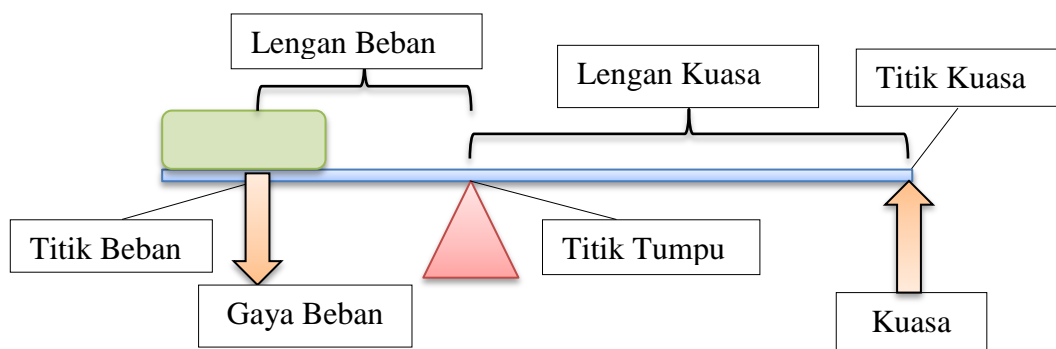 Lengan Beban
Lengan Kuasa
Titik Kuasa
Titik Beban
Titik Tumpu
Gaya Beban
Kuasa